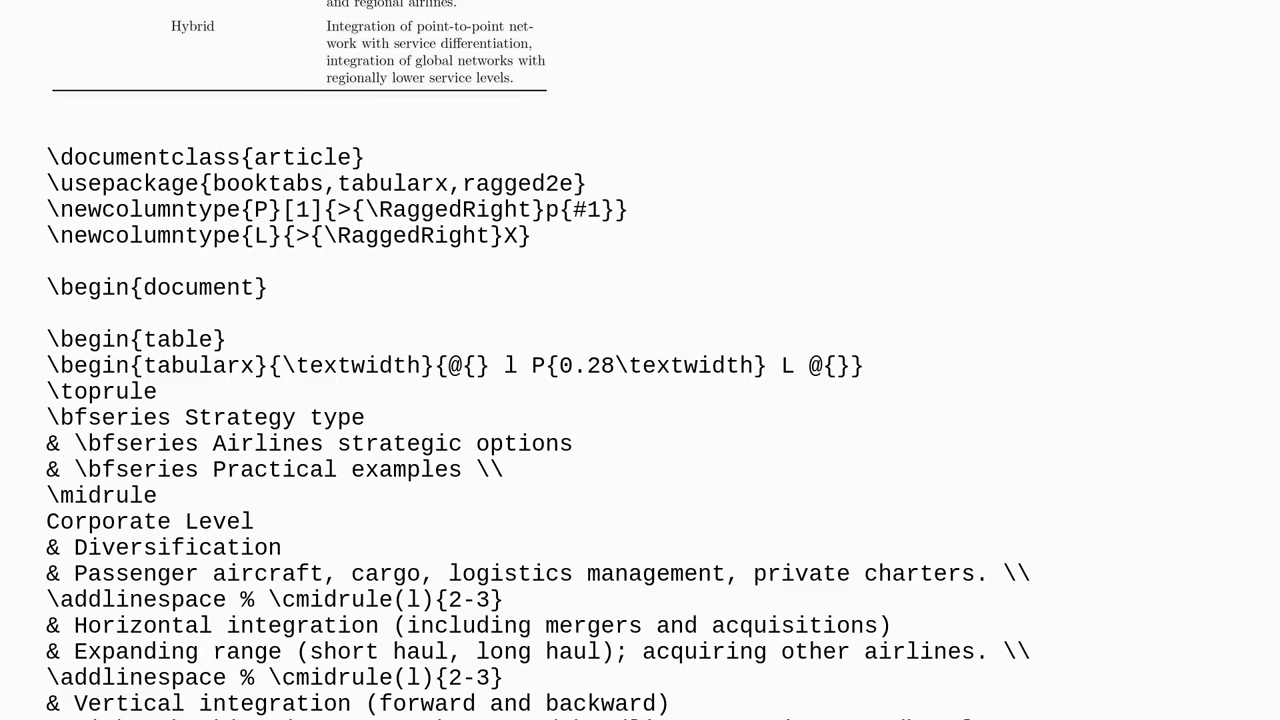 and regional airlines.
Hybrid
Integration of point-to-point net-
work with service differentiation,
integration of global networks with
regionally lower service levels.
\documentclass{article}
\usepackage{booktabs,tabularx,ragged2e}
\newcolumntype{P}[1]{>{\RaggedRight}p{#1}}
\newcolumntype{L}{>{\RaggedRight}X}
\begin{document}
\begin{table}
\begin{tabularx}{\textwidth}{@{} l P{0.28\textwidth} L @{}}
\toprule
\bfseries Strategy type
& \bfseries Airlines strategic options
& \bfseries Practical examples \\
\midrule
Corporate Level
& Diversification
& Passenger aircraft, cargo, logistics management, private charters. \\
\addlinespace % \cmidrule(l){2-3}
& Horizontal integration (including mergers and acquisitions)
& Expanding range (short haul, long haul); acquiring other airlines. \\
\addlinespace % \cmidrule(l){2-3}
& Vertical integration (forward and backward)